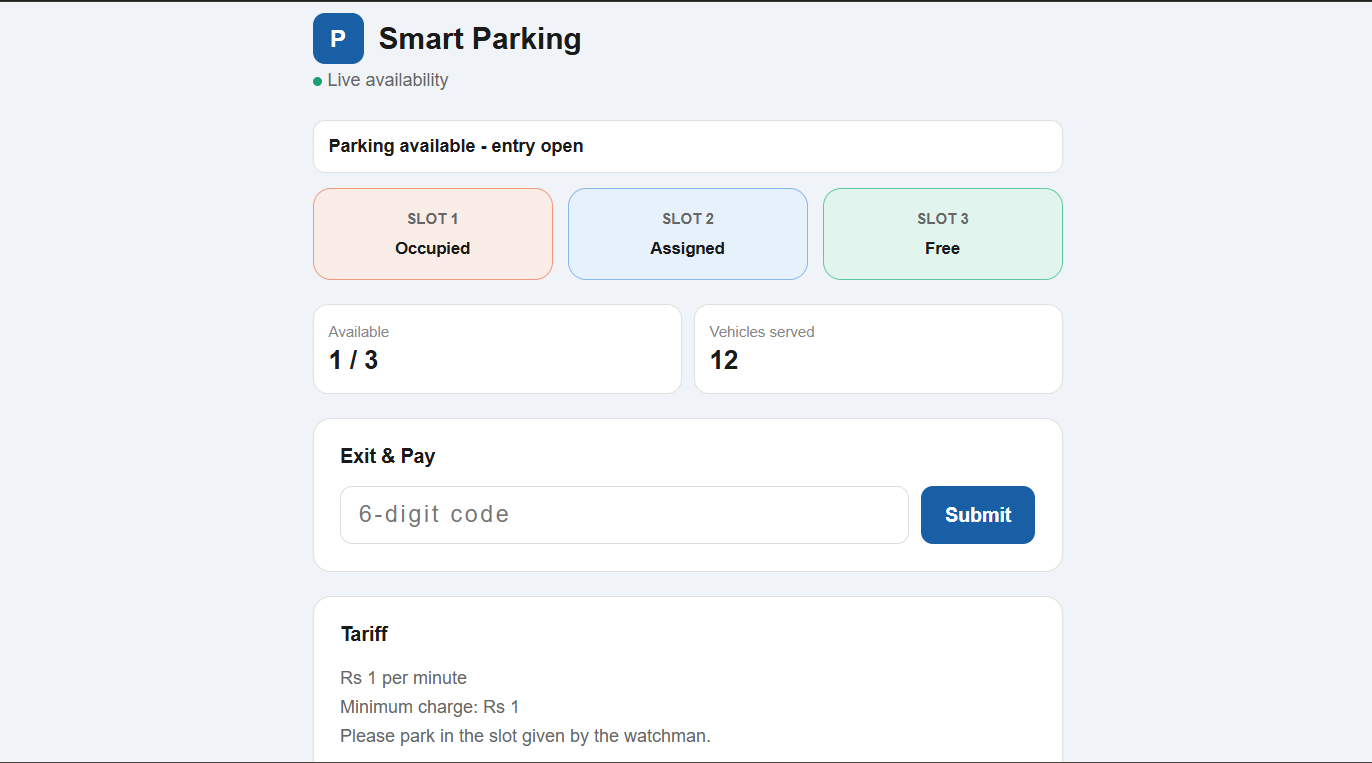 P
Smart Parking
Live availability
Parking available - entry open
SLOT 1
Occupied
SLOT 2
Assigned
SLOT 3
Free
Available
1 / 3
Vehicles served
12
Exit & Pay
6-digit code
Submit
Tariff
Rs 1 per minute
Minimum charge: Rs 1
Please park in the slot given by the watchman.